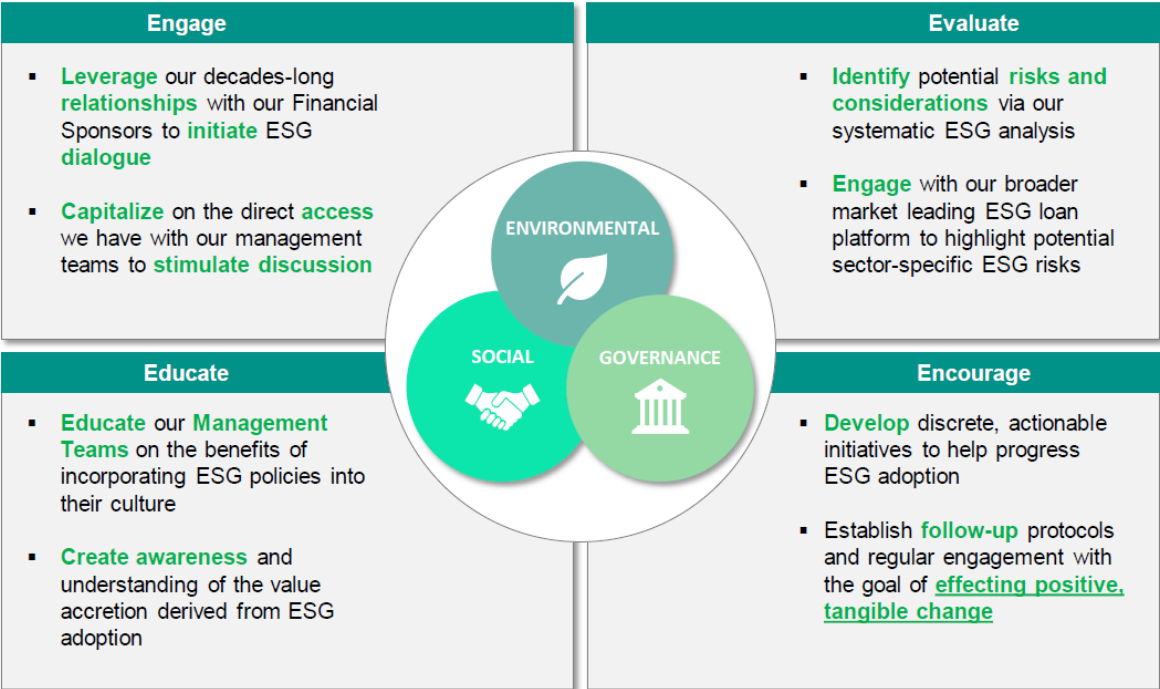 Engage
▪ Leverage our decades-long
relationships with our Financial
Sponsors to initiate ESG
dialogue
▪ Capitalize on the direct access
we have with our management
teams to stimulate discussion
Evaluate
▪ Identify potential risks and
considerations via our
systematic ESG analysis
▪ Engage with our broader
market leading ESG loan
platform to highlight potential
sector-specific ESG risks
ENVIRONMENTAL
SOCIAL
GOVERNANCE
Educate
▪ Educate our Management
Teams on the benefits of
incorporating ESG policies into
their culture
▪ Create awareness and
understanding of the value
accretion derived from ESG
adoption
Encourage
▪ Develop discrete, actionable
initiatives to help progress
ESG adoption
▪ Establish follow-up protocols
and regular engagement with
the goal of effecting positive,
tangible change